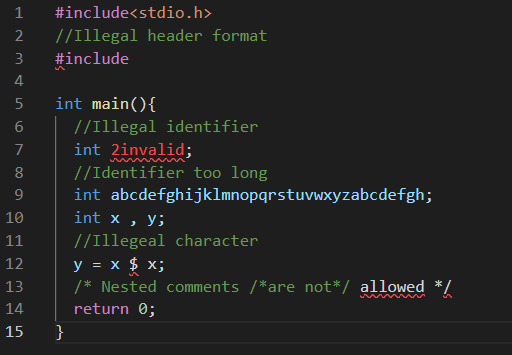 1 #include<stdio.h>
2 //Illegal header format
3 #include
4
5 int main(){
6 //Illegal identifier
7 int 2invalid;
8 //Identifier too long
9 int abcdefghijklmnopqrstuvwxyzabcdefgh;
10 int x , y;
11 //Illegeal character
12 y = x $ x;
13 /* Nested comments /*are not*/ allowed */
14 return 0;
15 }